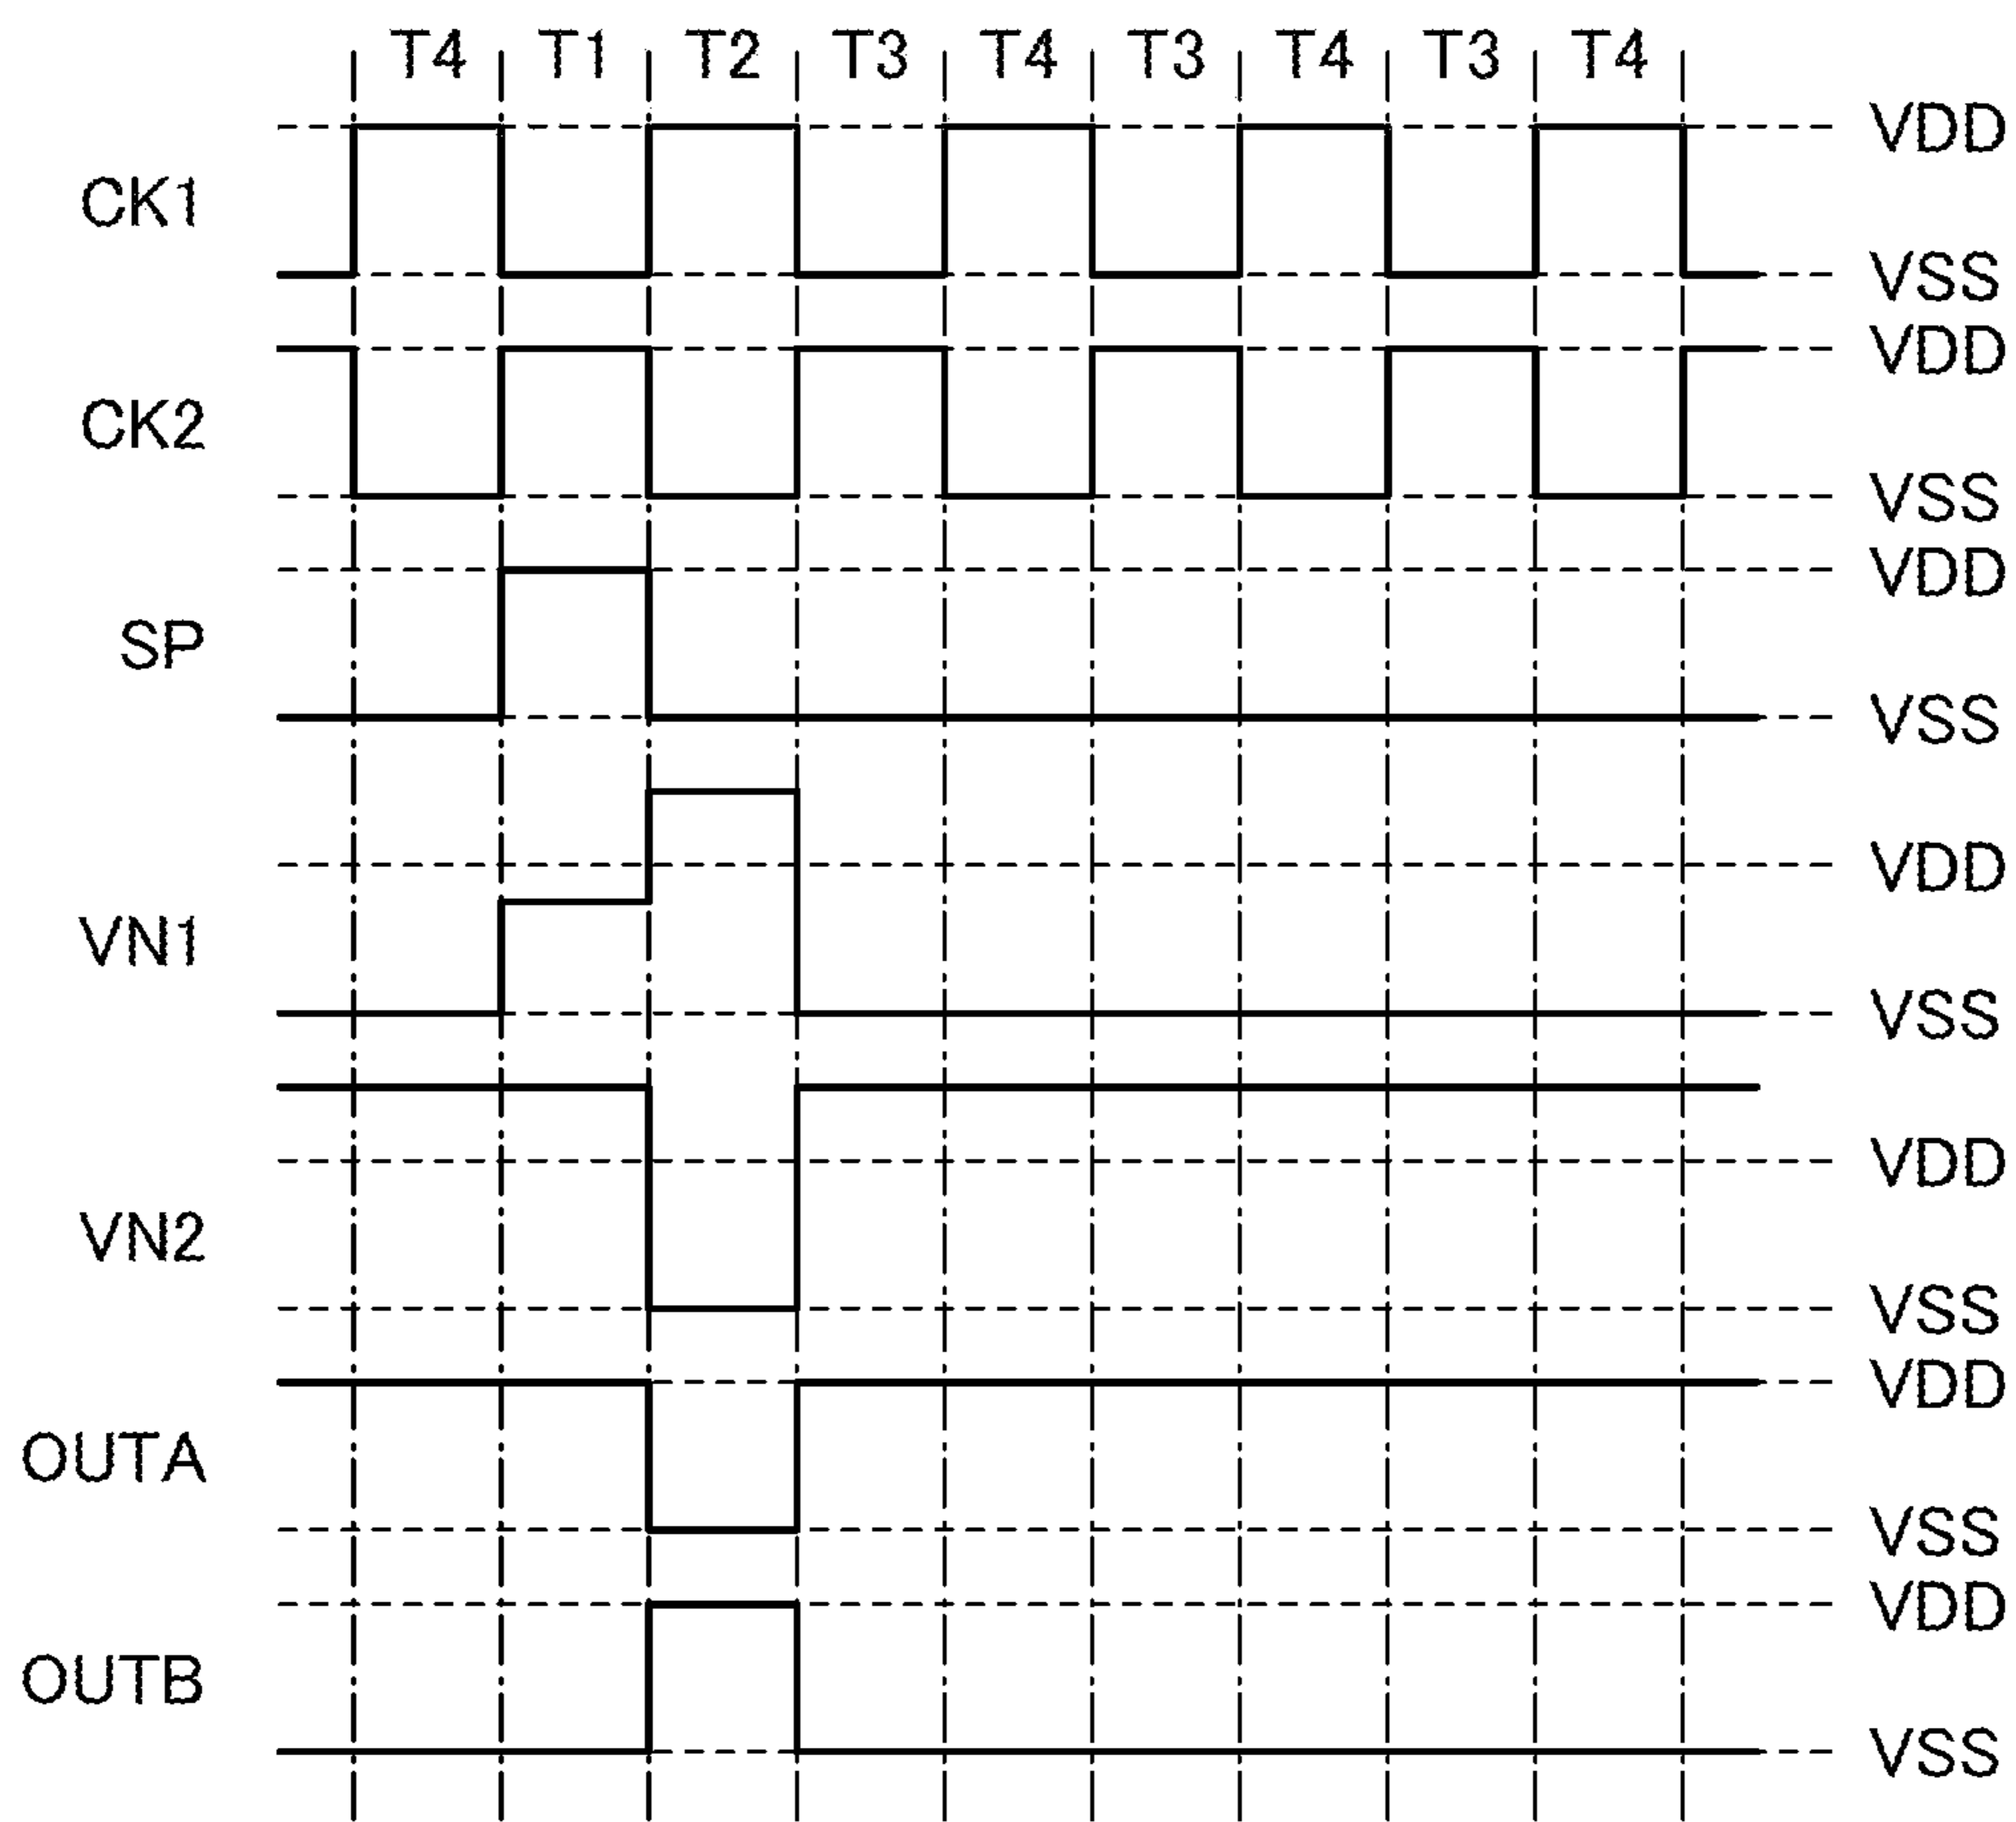 T4 T1 T2 T3 T4 T3 T4 T3 T4
VDD
CK1
VSS
VDD
CK2
VSS
VDD
SP
VSS
VDD
VN1
VSS
VDD
VN2
VSS
VDD
OUTA
VSS
VDD
OUTB
VSS